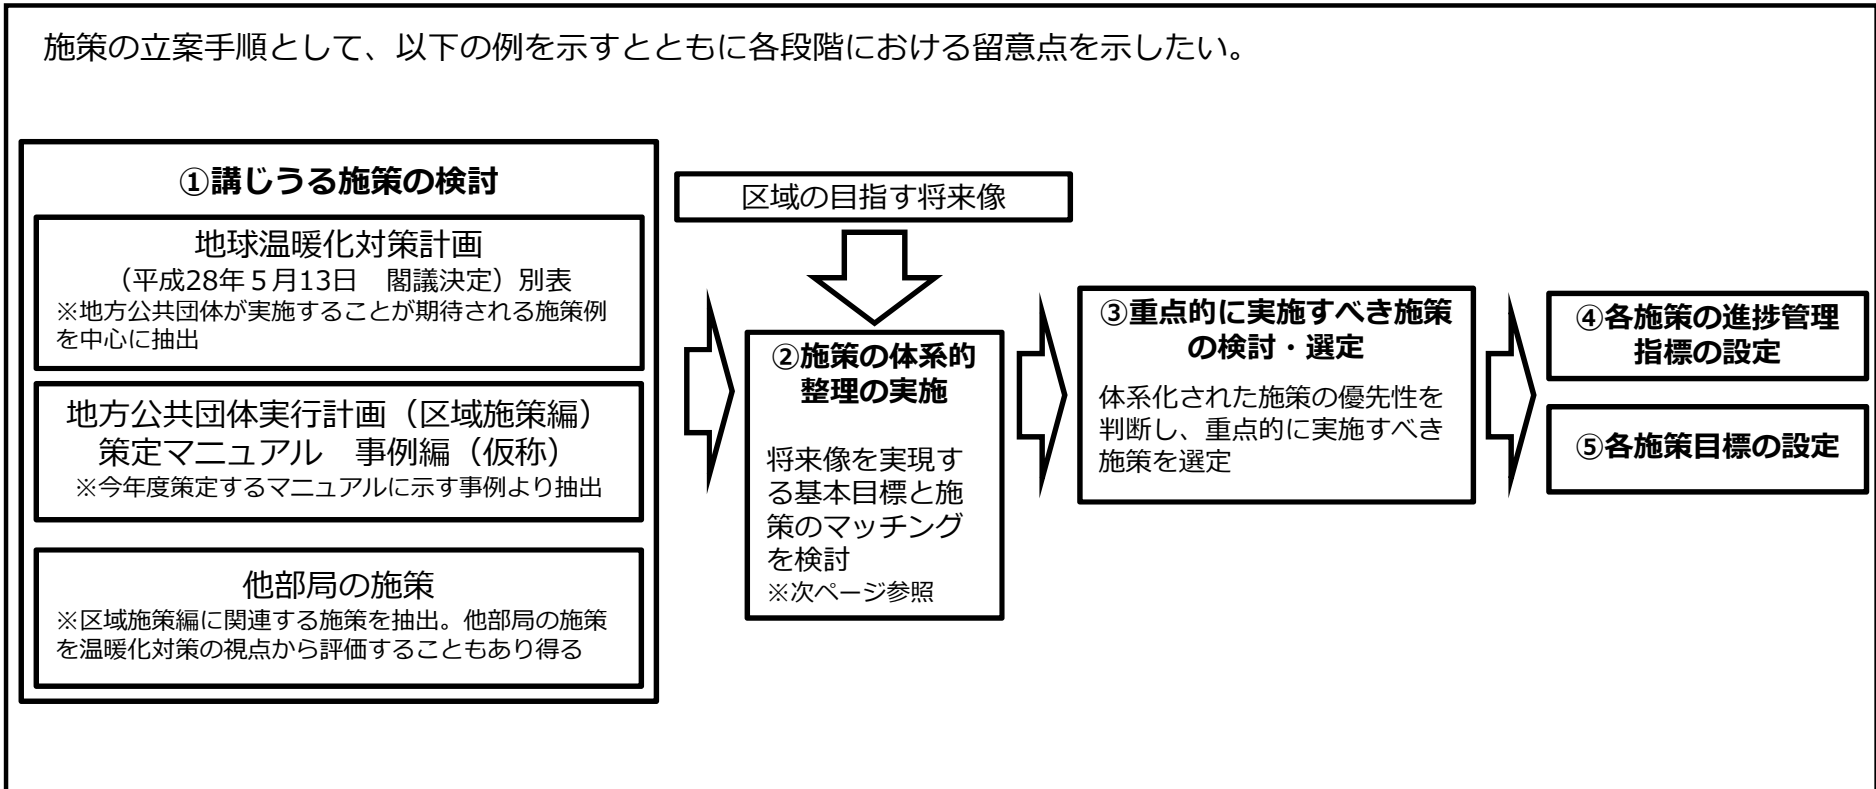 施策の立案手順として、以下の例を示すとともに各段階における留意点を示したい。
①講じうる施策の検討
地球温暖化対策計画
（平成28年５月13日　閣議決定）別表
※地方公共団体が実施することが期待される施策例
を中心に抽出
地方公共団体実行計画（区域施策編）
策定マニュアル　事例編（仮称）
※今年度策定するマニュアルに示す事例より抽出
他部局の施策
※区域施策編に関連する施策を抽出。他部局の施策
を温暖化対策の視点から評価することもあり得る
区域の目指す将来像
②施策の体系的
整理の実施
将来像を実現す
る基本目標と施
策のマッチング
を検討
※次ページ参照
③重点的に実施すべき施策
の検討・選定
体系化された施策の優先性を
判断し、重点的に実施すべき
施策を選定
④各施策の進捗管理
指標の設定
⑤各施策目標の設定